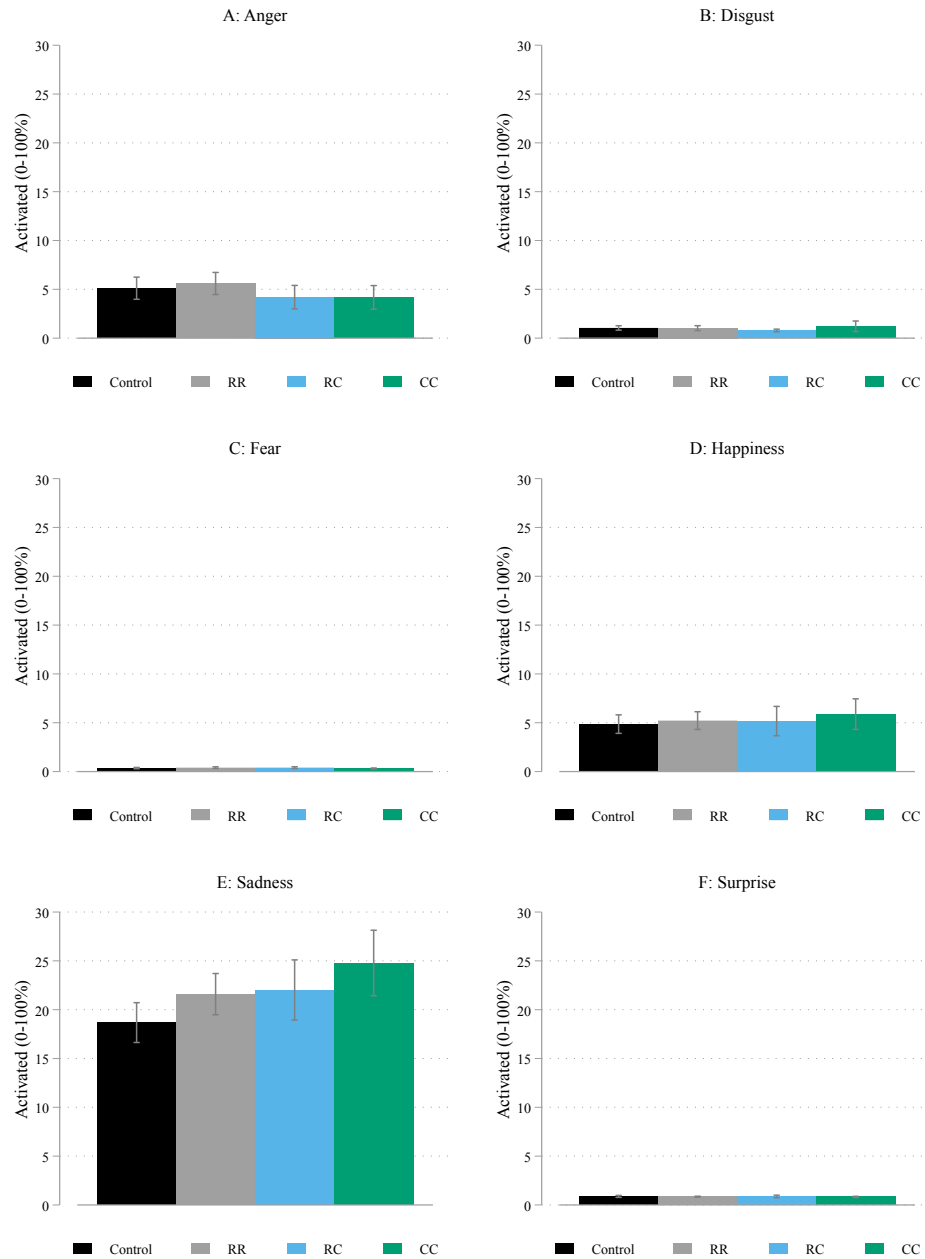 A: Anger
Activated (0-100%)
30
25
20
15
10
5
0
Control RR RC CC
B: Disgust
Activated (0-100%)
30
25
20
15
10
5
0
Control RR RC CC
C: Fear
Activated (0-100%)
30
25
20
15
10
5
0
Control RR RC CC
D: Happiness
Activated (0-100%)
30
25
20
15
10
5
0
Control RR RC CC
E: Sadness
Activated (0-100%)
30
25
20
15
10
5
0
Control RR RC CC
F: Surprise
Activated (0-100%)
30
25
20
15
10
5
0
Control RR RC CC